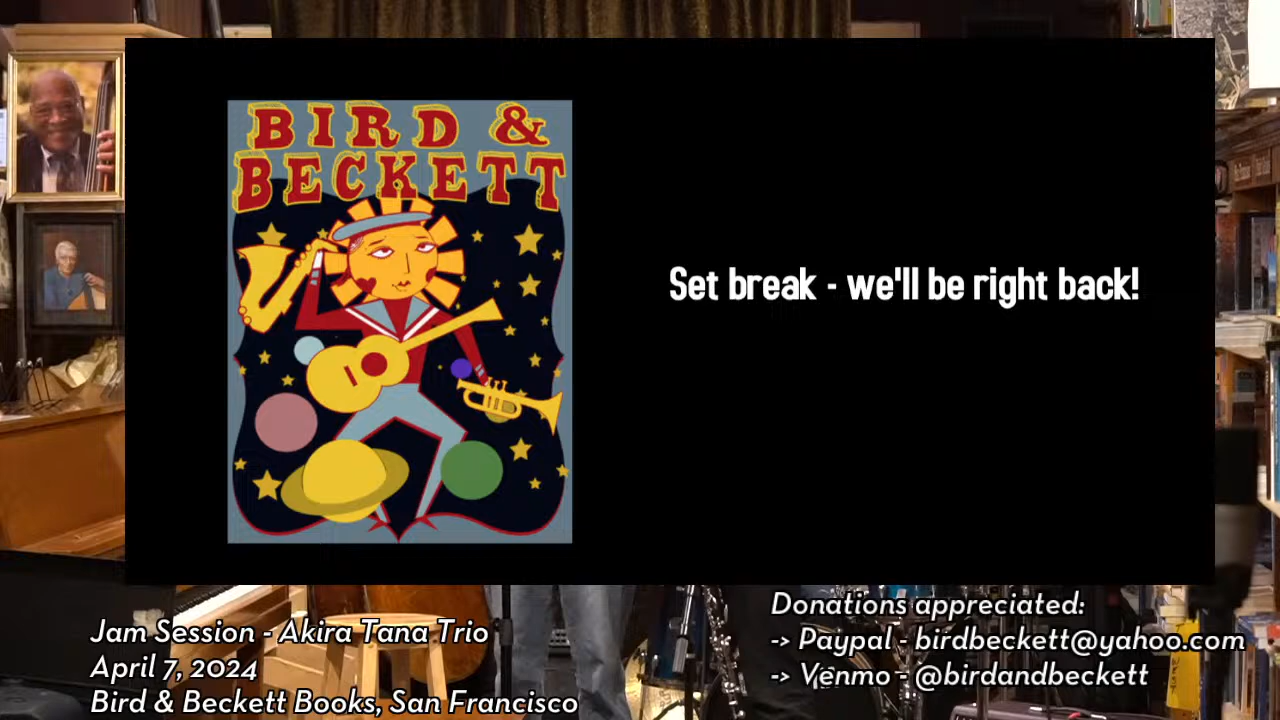 BIRD &
BECKETT
Set break - we'll be right back!
Jam Session - Akira Tana Trio
April 7, 2024
Bird & Beckett Books, San Francisco
Donations appreciated:
-> Paypal - birdbeckett@yahoo.com
-> Venmo - @birdandbeckett